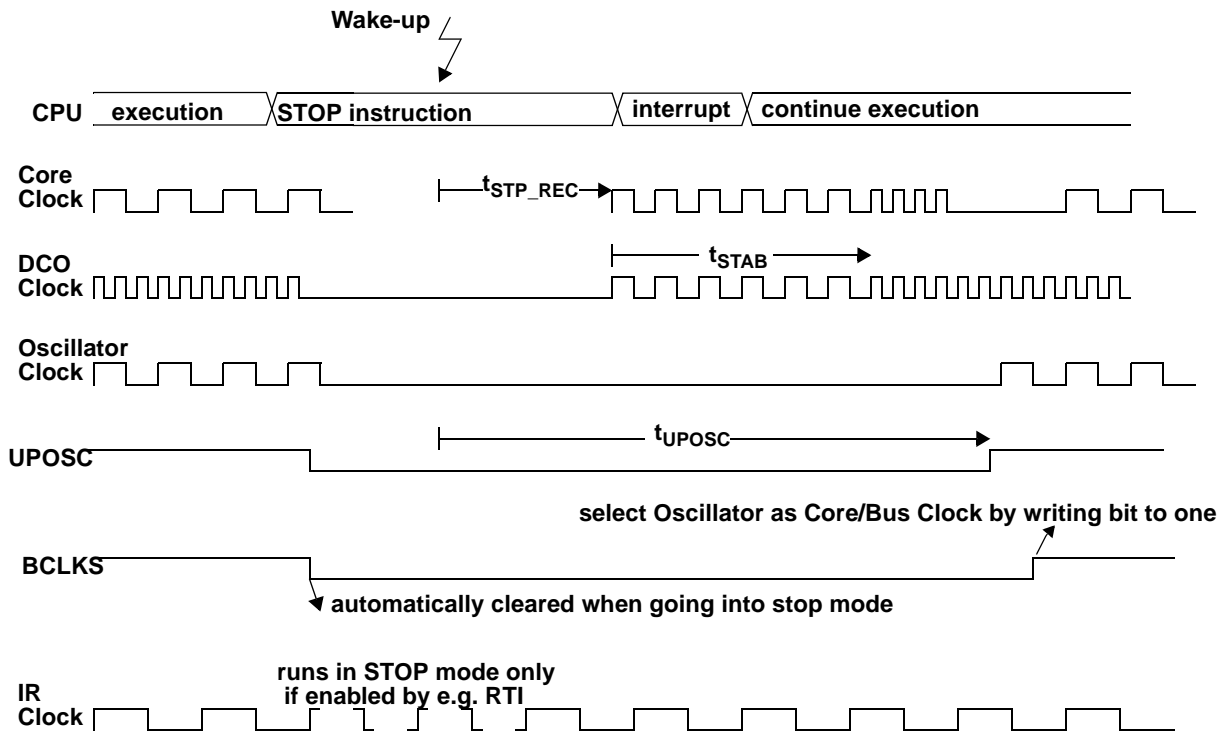 Wake-up
CPU execution STOP instruction interrupt continue execution
Core
Clock tSTP_REC
DCO
Clock tSTAB
Oscillator
Clock
tUPOSC
UPOSC
select Oscillator as Core/Bus Clock by writing bit to one
BCLKS
automatically cleared when going into stop mode
runs in STOP mode only
if enabled by e.g. RTI
IR
Clock